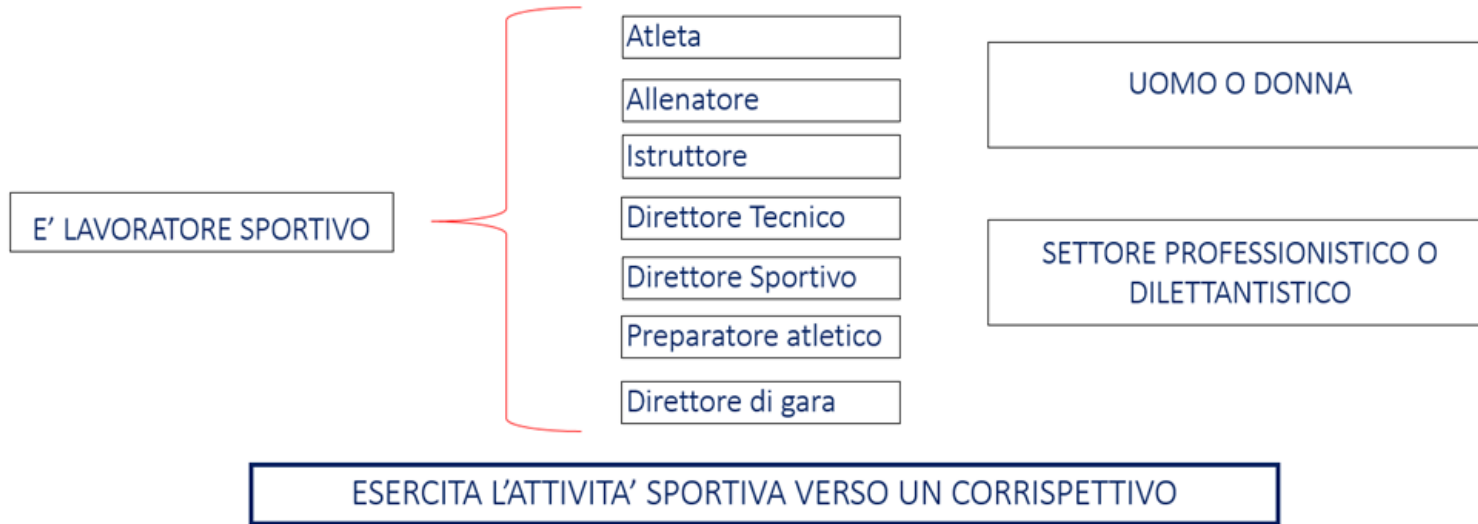 E' LAVORATORE SPORTIVO
Atleta
Allenatore
Istruttore
Direttore Tecnico
Direttore Sportivo
Preparatore atletico
Direttore di gara
UOMO O DONNA
SETTORE PROFESSIONISTICO O
DILETTANTISTICO
ESERCITA L'ATTIVITA' SPORTIVA VERSO UN CORRISPETTIVO